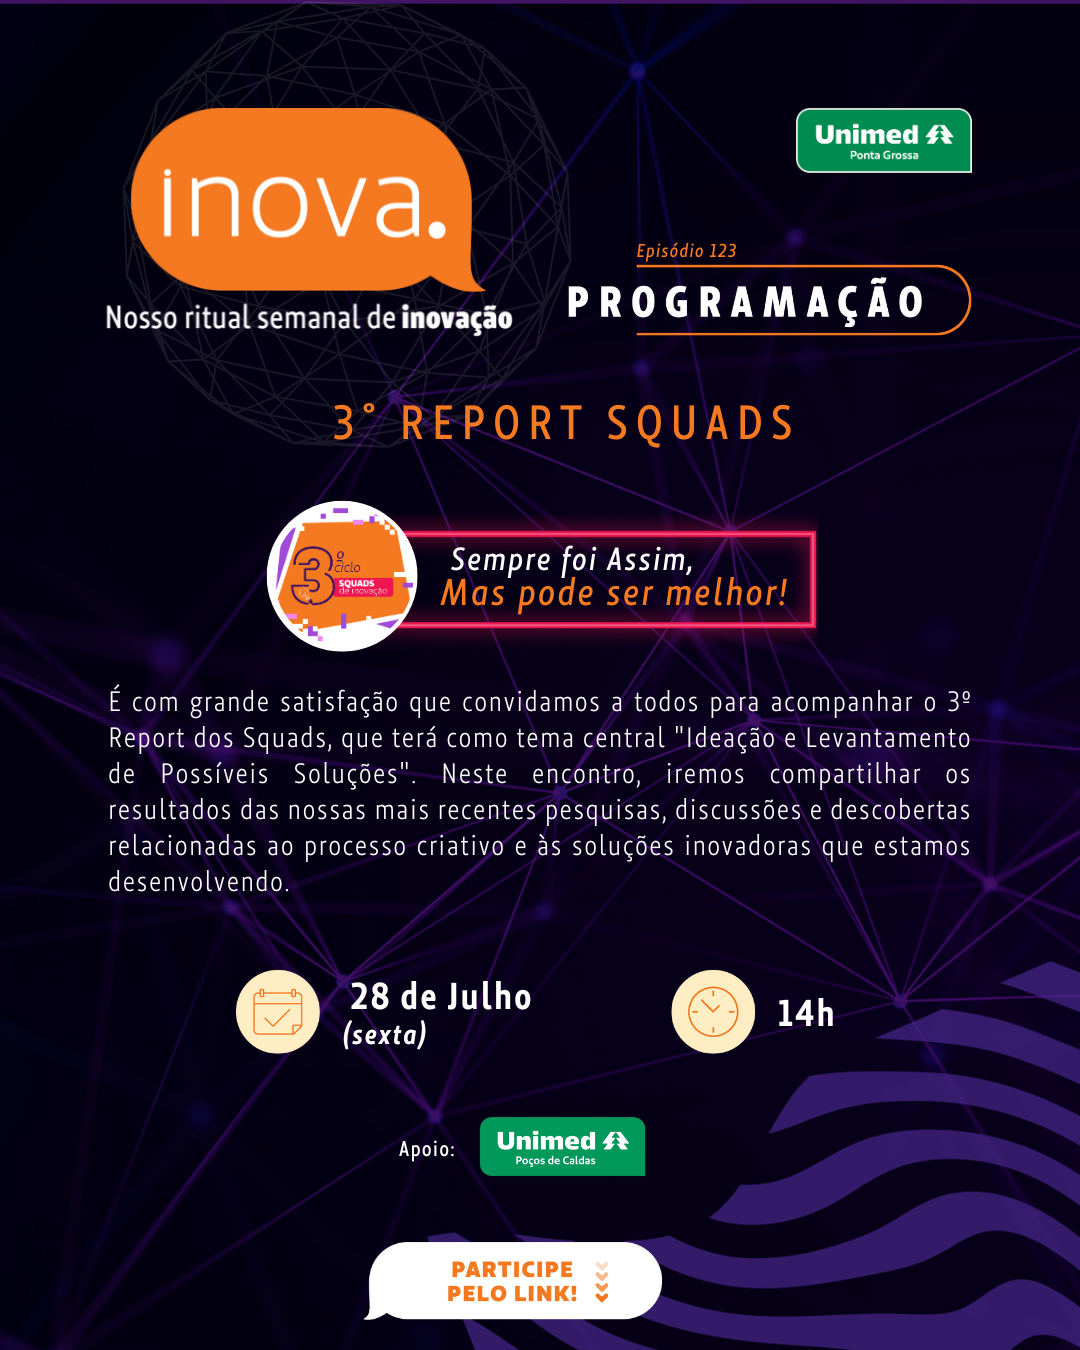 inova.
Nosso ritual semanal de inovação
Unimed
Ponta Grossa
Episódio 123
PROGRAMAÇÃO
3° REPORT SQUADS
3º
ciclo
SQUADS
de inovação
Sempre foi Assim,
Mas pode ser melhor!
É com grande satisfação que convidamos a todos para acompanhar o 3º
Report dos Squads, que terá como tema central "Ideação e Levantamento
de Possíveis Soluções". Neste encontro, iremos compartilhar os
resultados das nossas mais recentes pesquisas, discussões e descobertas
relacionadas ao processo criativo e às soluções inovadoras que estamos
desenvolvendo.
28 de Julho
(sexta)
14h
Apoio:
Unimed
Poços de Caldas
PARTICIPE
PELO LINK!